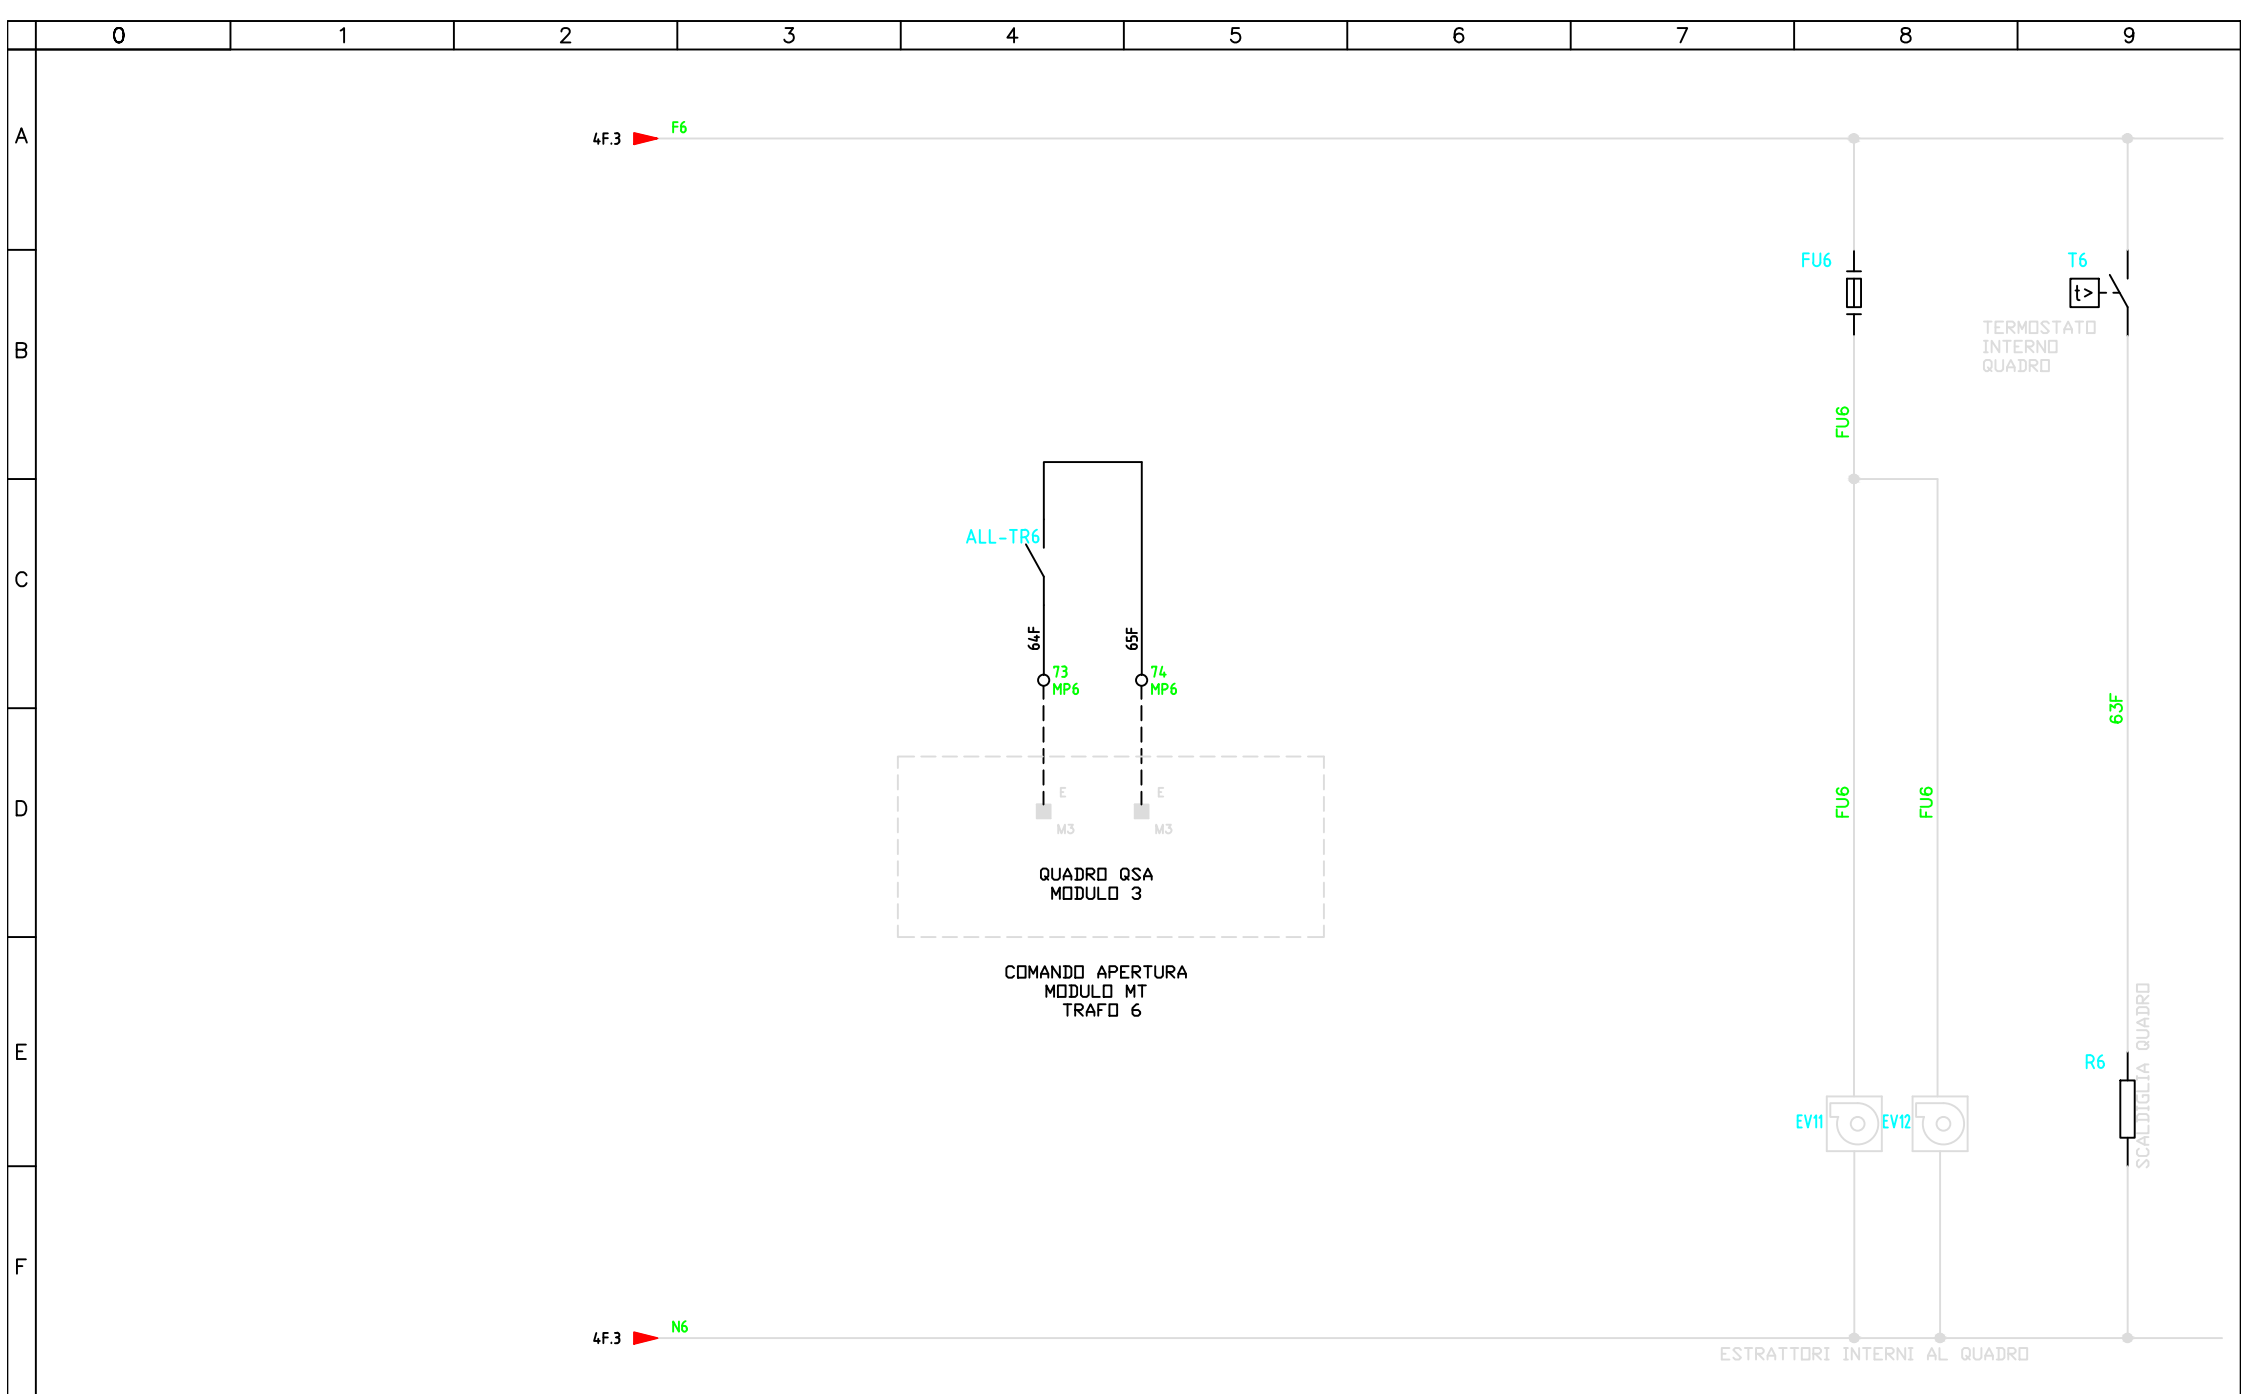 0 1 2 3 4 5 6 7 8 9
A
4F.3 F6
FU6
T6
t>
B
TERMOSTATO
INTERNO
QUADRO
FU6
ALL-TR6
C
64F
65F
73
MP6
74
MP6
63F
D
E
E
M3
M3
FU6
FU6
QUADRO QSA
MODULO 3
COMANDO APERTURA
MODULO MT
TRAFO 6
E
R6
SCALDIGLIA QUADRO
EV11
EV12
F
4F.3 N6
ESTRATTORI INTERNI AL QUADRO